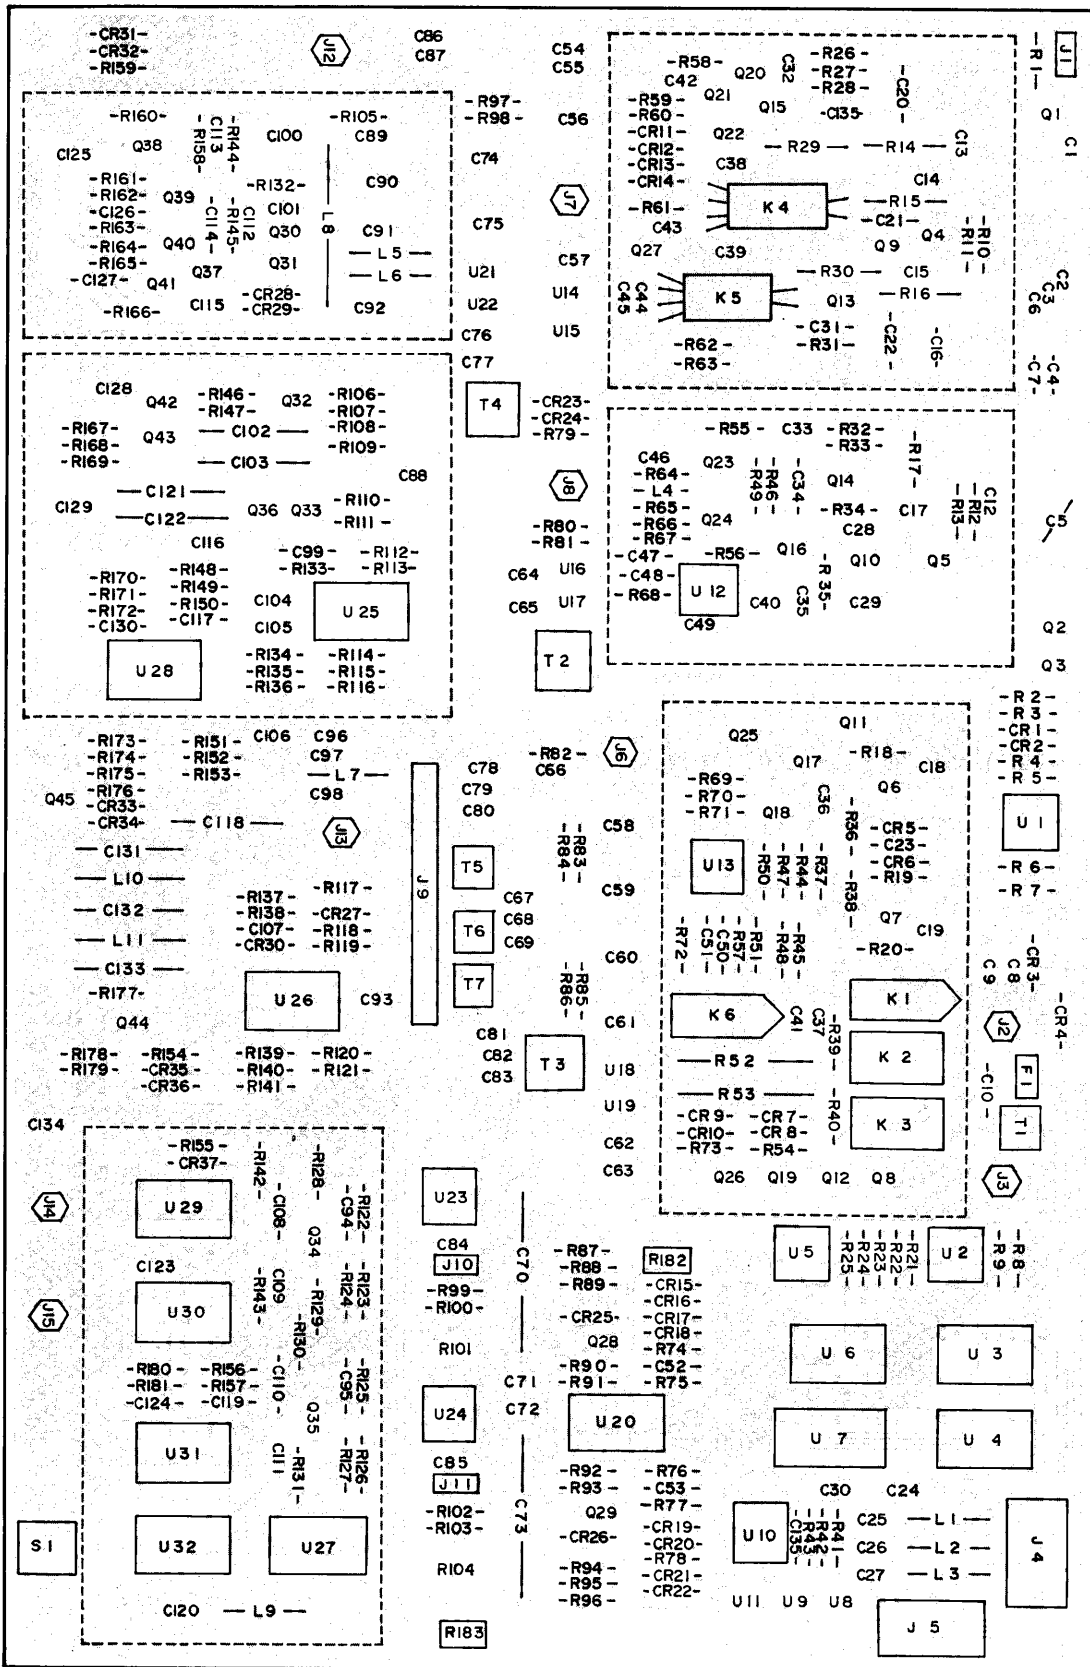 -CR31-
-CR32-
-R159-
J12
C86
C87
C54
C55
-R97-
-R98-
C56
C74
J7
C75
C57
U21
U22
U14
U15
C76
C77
-R160-
C113
-R158-
-R144-
C100
-R105-
C89
Q38
C125
-R161-
-R162-
-C126-
-R163-
-R164-
-R165-
-C127-
-R166-
Q39
Q40
Q41
Q37
C115
-C114-
-R145-
C112
-R132-
C101
Q30
Q31
-CR28-
-CR29-
L8
C90
C91
L5
L6
C92
-R58-
C42
Q20
Q21
C32
Q15
-R26-
-R27-
-R28-
-C135-
-C20-
-R59-
-R60-
-CR11-
-CR12-
-CR13-
-CR14-
-R61-
C43
Q27
Q22
C38
-R29-
-R14-
C13
C14
K4
-R15-
-C21-
Q9
Q4
-R11-
-R10-
C39
C45
C44
K5
-R30-
C15
Q13
-R16-
-C31-
-R31-
-C22-
-C16-
-R62-
-R63-
-R1-
J1
Q1
C1
C2
C3
C6
-C4-
-C7-
C128
Q42
-R146-
-R147-
Q32
-R106-
-R107-
-R108-
-R109-
-R167-
-R168-
-R169-
Q43
C102
C103
C88
C121
C122
C129
Q36
Q33
-R110-
-R111-
C116
-C99-
-R133-
-R112-
-R113-
-R170-
-R171-
-R172-
-C130-
-R148-
-R149-
-R150-
-C117-
C104
C105
U25
U28
-R134-
-R135-
-R136-
-R114-
-R115-
-R116-
T4
-CR23-
-CR24-
-R79-
J8
-R80-
-R81-
C64
C65
U16
U17
T2
-R55-
C33
-R32-
-R33-
-R17-
C46
-R64-
-L4-
-R65-
-R66-
-R67-
-C47-
-C48-
-R68-
Q23
Q24
-R49-
-R46-
-C34-
Q14
-R34-
C28
C17
-R13-
-R12-
C12
-R56-
Q16
-R35-
Q10
Q5
U12
C49
C40
C35
C29
C5
Q2
Q3
-R173-
-R174-
-R175-
-R176-
-CR33-
-CR34-
Q45
-R151-
-R152-
-R153-
C106
C96
C97
-L7-
C98
C118
J13
C131
L10
C132
L11
C133
-R177-
Q44
-R137-
-R138-
-C107-
-CR30-
-R117-
-CR27-
-R118-
-R119-
U26
C93
-R178-
-R179-
-R154-
-CR35-
-CR36-
-R139-
-R140-
-R141-
-R120-
-R121-
J9
C78
C79
C80
-R82-
C66
J6
T5
T6
T7
C67
C68
C69
-R84-
-R83-
C58
C59
C60
-R86-
-R85-
C61
C81
C82
C83
T3
U18
U19
C62
C63
Q25
Q11
Q17
-R18-
C18
-R69-
-R70-
-R71-
Q18
C36
Q6
-R36-
-CR5-
-C23-
-CR6-
-R19-
U13
-R50-
-R47-
-R44-
-R37-
-R38-
Q7
C19
-R72-
-C51-
-C50-
-R57-
-R51-
-R48-
-R45-
-R20-
K6
C41
C37
-R39-
K1
K2
K3
R52
R53
-CR9-
-CR10-
-R73-
-CR7-
-CR8-
-R54-
-R40-
Q26
Q19
Q12
Q8
-R2-
-R3-
-CR1-
-CR2-
-R4-
-R5-
U1
-R6-
-R7-
C9
C8
-CR3-
-CR4-
J2
-C10-
F1
T1
J3
C134
-R155-
-CR37-
-R142-
-R128-
U29
J14
-C108-
-C94-
-R122-
Q34
C123
-R143-
C109
-R129-
-R124-
-R123-
U30
J15
-R130-
-R180-
-R181-
-C124-
-R156-
-R157-
-C119-
-C110-
-C95-
-R125-
Q35
U31
C111
-R131-
-R127-
-R126-
S1
U32
U27
C120
L9
U23
C84
J10
-R99-
-R100-
R101
C70
-R87-
-R88-
-R89-
-CR25-
Q28
-R90-
-R91-
R182
-CR15-
-CR16-
-CR17-
-CR18-
-R74-
-C52-
-R75-
C71
C72
U24
U20
C85
J11
-R102-
-R103-
R104
R183
C73
-R92-
-R93-
Q29
-CR26-
-R94-
-R95-
-R96-
-R76-
-C53-
-R77-
-CR19-
-CR20-
-R78-
-CR21-
-CR22-
U5
-R25-
-R24-
-R23-
-R22-
-R21-
U2
-R9-
-R8-
U6
U3
U7
U4
C30
C24
U10
-C135-
-R43-
-R42-
-R41-
C25
C26
C27
L1
L2
L3
J4
U11
U9
U8
J5